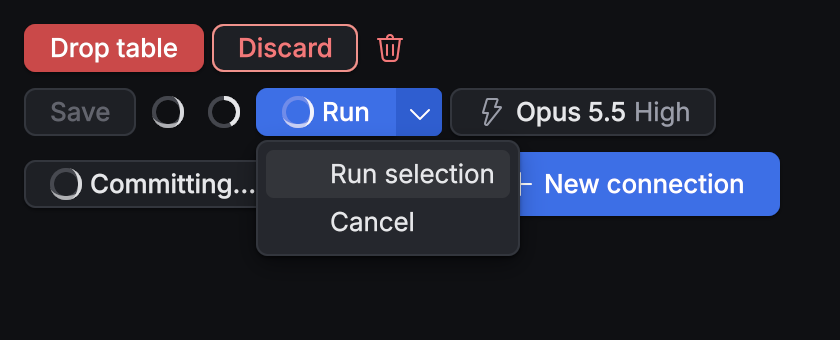 Drop table Discard
Save Run Opus 5.5 High
Committing... New connection
Run selection
Cancel